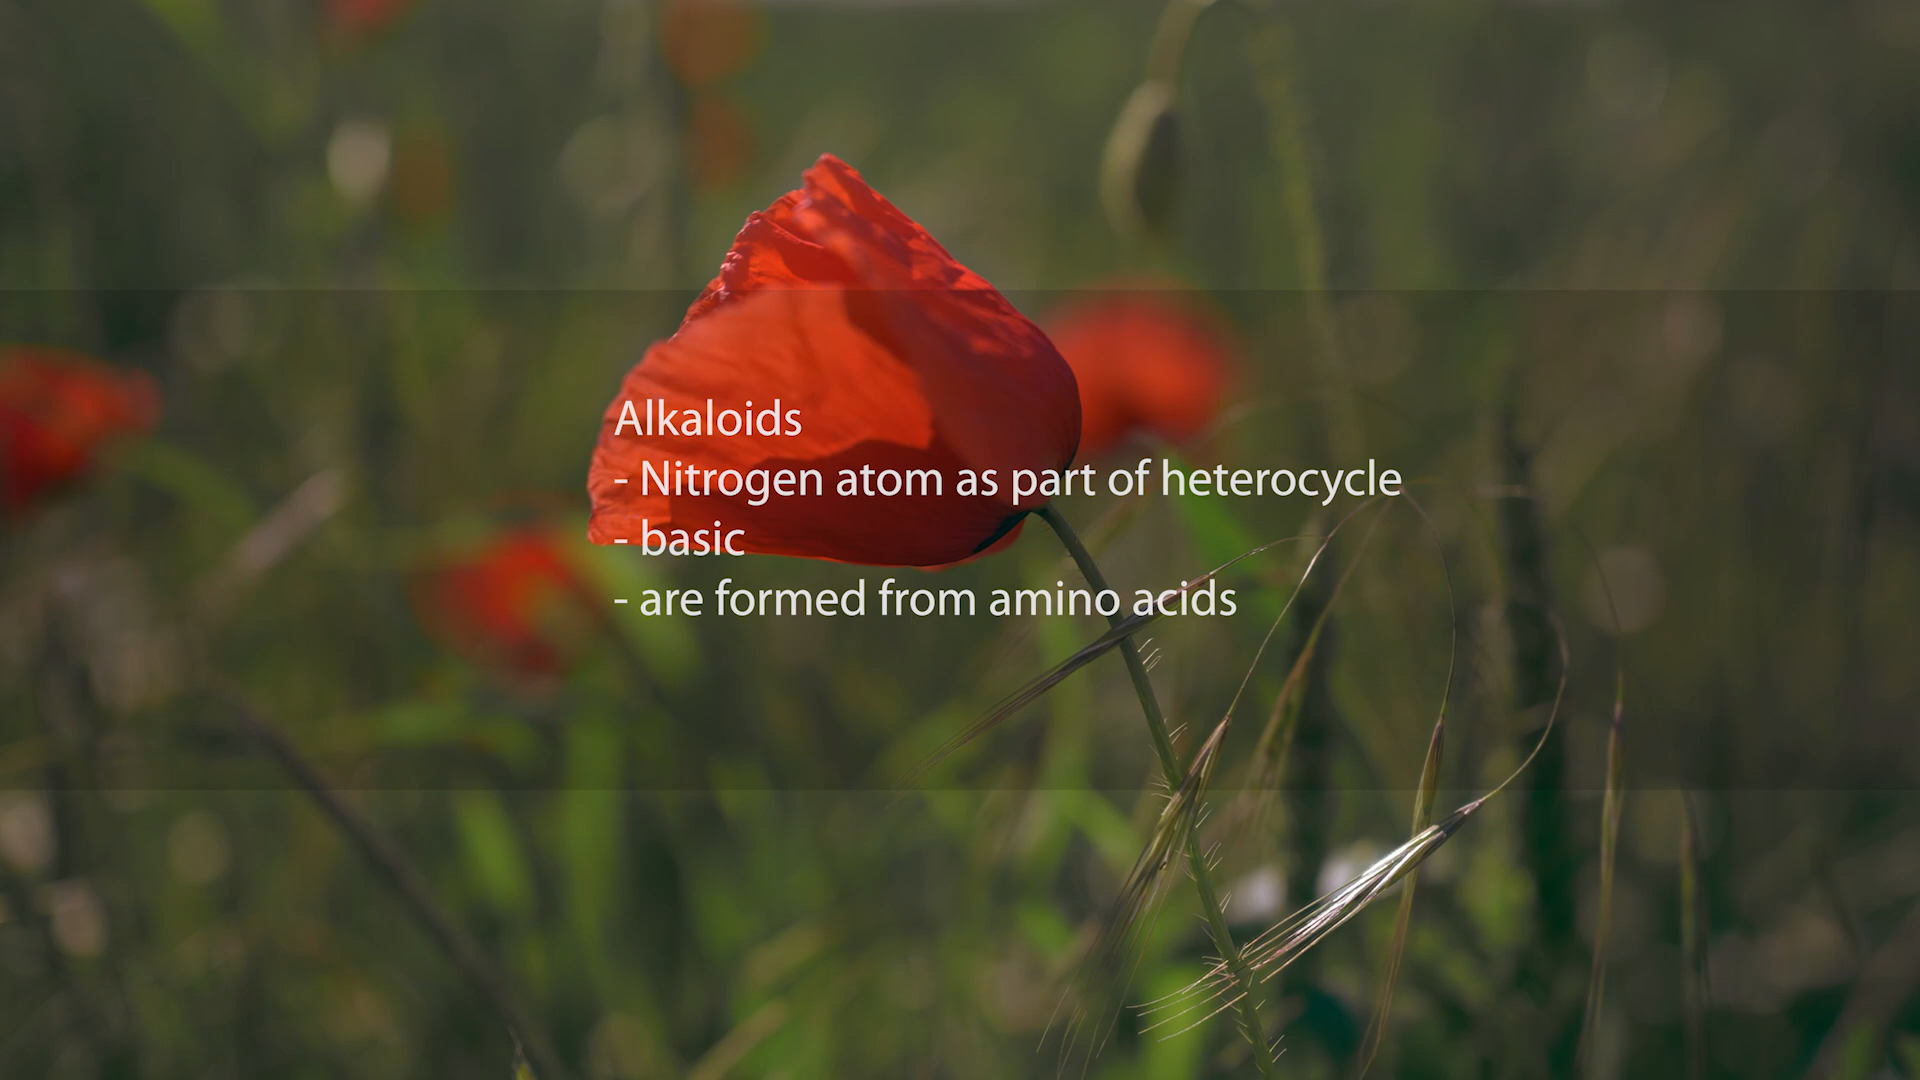 Alkaloids
- Nitrogen atom as part of heterocycle
- basic
- are formed from amino acids